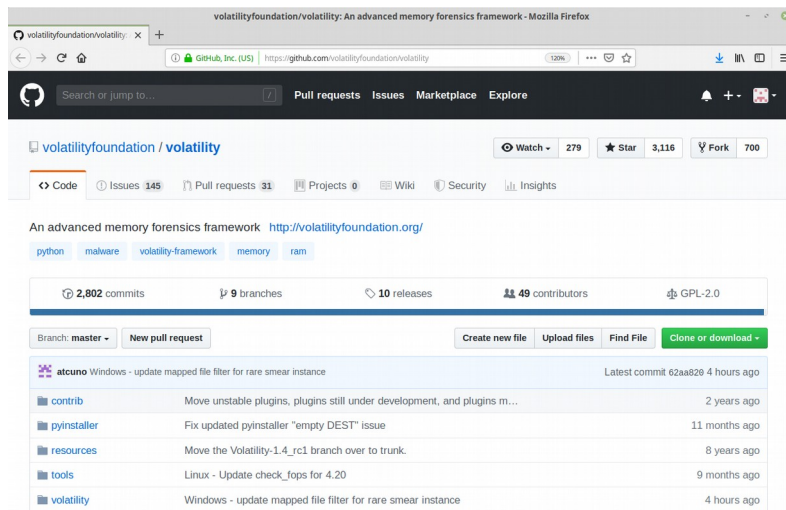 volatilityfoundation/volatility: An advanced memory forensics framework - Mozilla Firefox
volatilityfoundation/volatility:
GitHub, Inc. (US) https://github.com/volatilityfoundation/volatility 120%
Search or jump to... / Pull requests Issues Marketplace Explore
volatilityfoundation / volatility Watch 279 Star 3,116 Fork 700
Code Issues 145 Pull requests 31 Projects 0 Wiki Security Insights
An advanced memory forensics framework http://volatilityfoundation.org/
python malware volatility-framework memory ram
2,802 commits 9 branches 10 releases 49 contributors GPL-2.0
Branch: master New pull request Create new file Upload files Find File Clone or download
atcuno Windows - update mapped file filter for rare smear instance Latest commit 62aa820 4 hours ago
contrib Move unstable plugins, plugins still under development, and plugins m… 2 years ago
pyinstaller Fix updated pyinstaller "empty DEST" issue 11 months ago
resources Move the Volatility-1.4_rc1 branch over to trunk. 8 years ago
tools Linux - Update check_fops for 4.20 9 months ago
volatility Windows - update mapped file filter for rare smear instance 4 hours ago